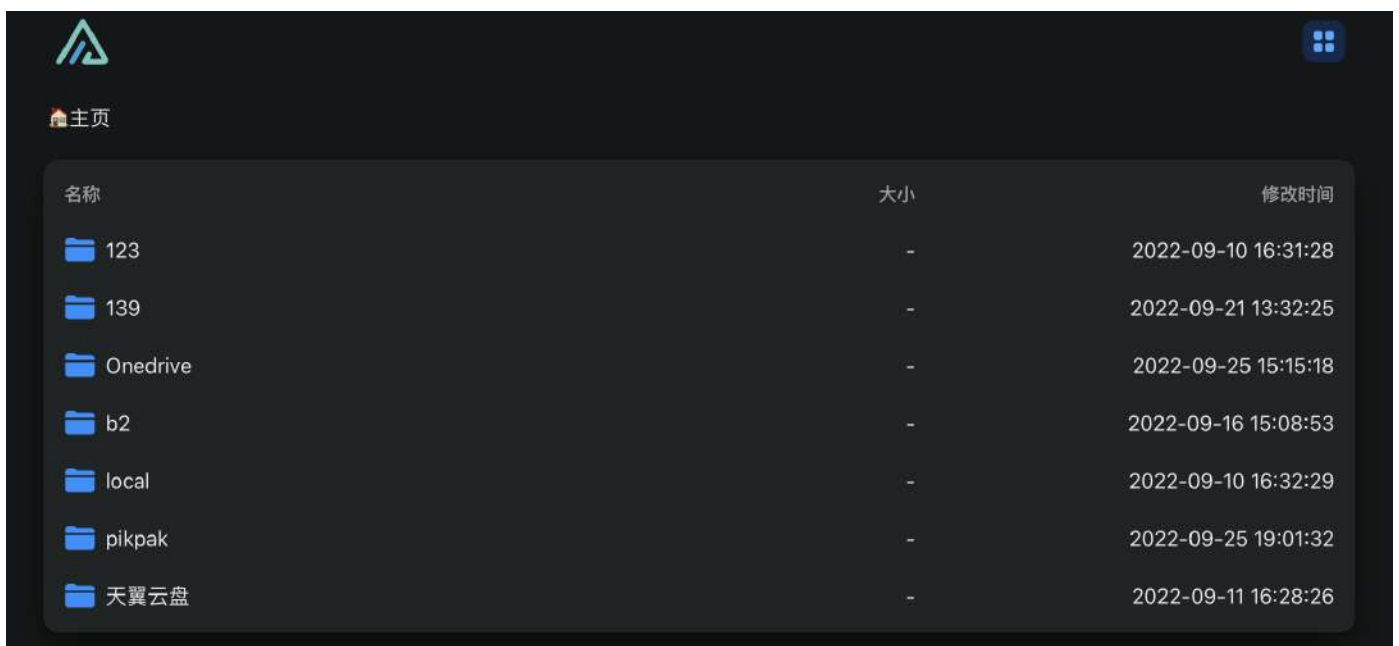 🏠主页
名称 大小 修改时间
123 - 2022-09-10 16:31:28
139 - 2022-09-21 13:32:25
Onedrive - 2022-09-25 15:15:18
b2 - 2022-09-16 15:08:53
local - 2022-09-10 16:32:29
pikpak - 2022-09-25 19:01:32
天翼云盘 - 2022-09-11 16:28:26